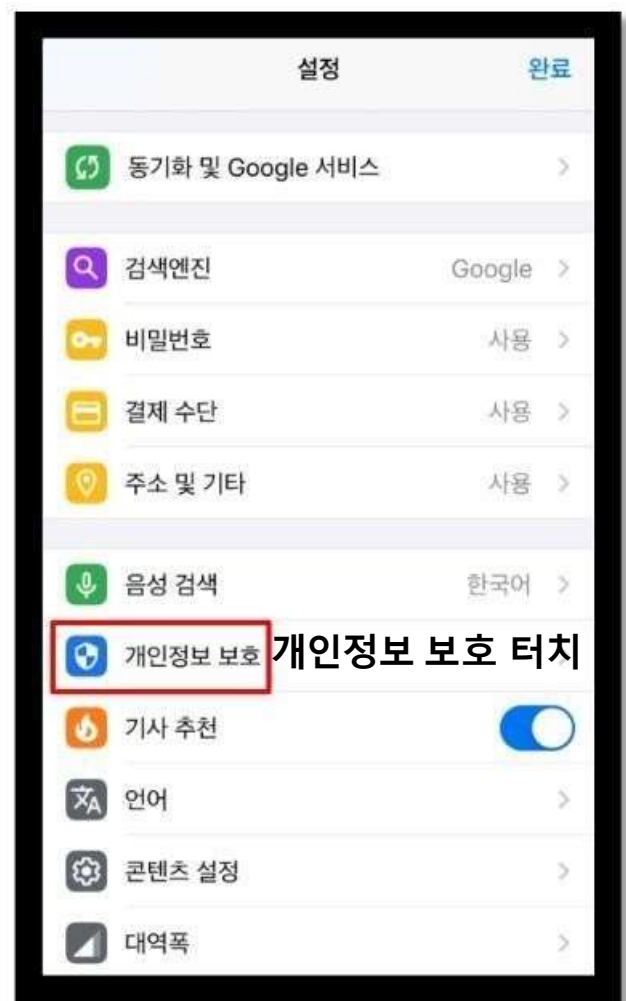 설정 완료
동기화 및 Google 서비스
검색엔진 Google
비밀번호 사용
결제 수단 사용
주소 및 기타 사용
음성 검색 한국어
개인정보 보호 개인정보 보호 터치
기사 추천
언어
콘텐츠 설정
대역폭